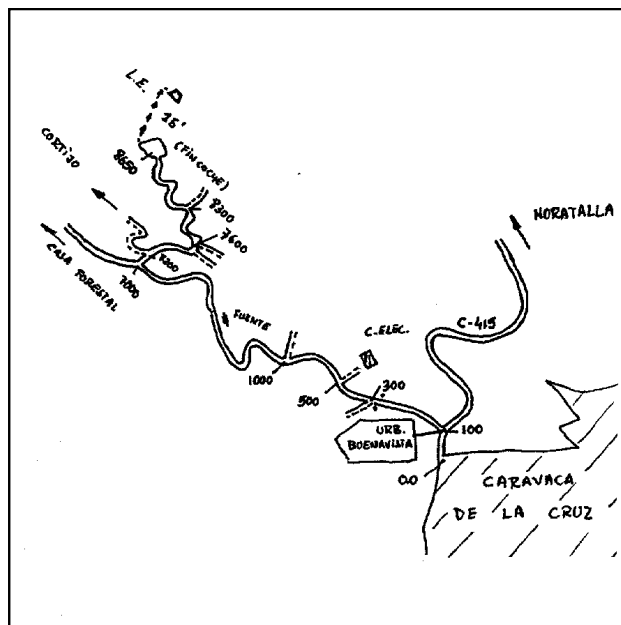 L.E.
25'
(FIN COCHE)
8650
CORTIJO
8300
7600
NORATALLA
7000
CASA FORESTAL
FUENTE
C-415
C. ELEC.
1000
500
300
URB.
BUENAVISTA
100
0.0
CARAVACA
DE LA CRUZ